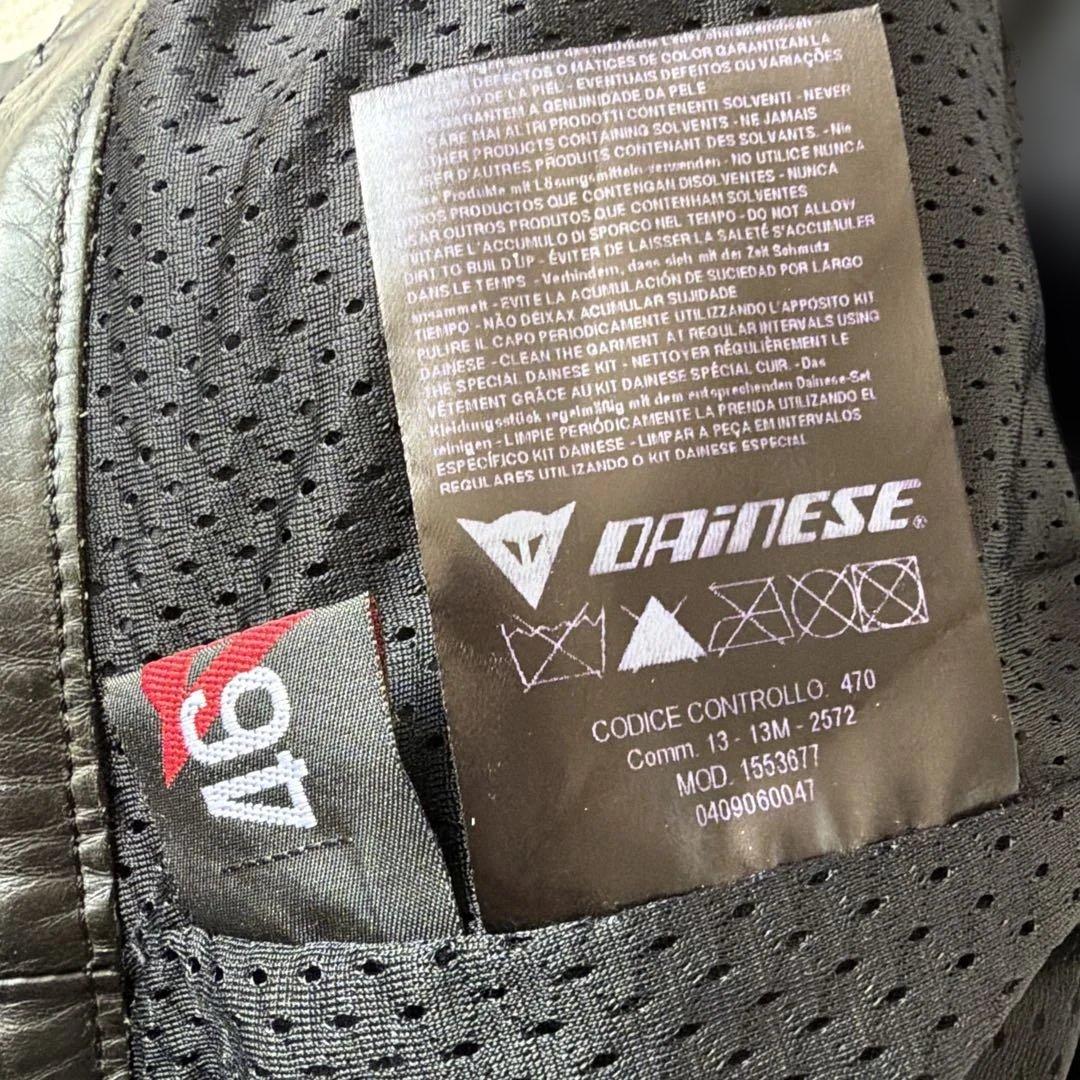 DEFECTOS O MATICES DE COLOR GARANTIZAN LA
DE LA PIEL - EVENTUAIS DEFEITOS OU VARIAÇÕES
GARANTEM A GENUINIDADE DA PELE
MAI ALTRI PRODOTTI CONTENENTI SOLVENTI - NEVER
OTHER PRODUCTS CONTAINING SOLVENTS - NE JAMAIS
D'AUTRES PRODUITS CONTENANT DES SOLVANTS. - Nie
Produkte mit Lösungsmitteln verwenden - NO UTILICE NUNCA
OTROS PRODUCTOS QUE CONTENGAN DISOLVENTES - NUNCA
USAR OUTROS PRODUTOS QUE CONTENHAM SOLVENTES
EVITARE L'ACCUMULO DI SPORCO NEL TEMPO - DO NOT ALLOW
DIRT TO BUILD UP - ÉVITER DE LAISSER LA SALETÉ S'ACCUMULER
DANS LE TEMPS - Verhindern, dass sich mit der Zeit Schmutz
ansammelt - EVITE LA ACUMULACIÓN DE SUCIEDAD POR LARGO
TIEMPO - NÃO DEIXAX ACUMULAR SUJIDADE
PULIRE IL CAPO PERIODICAMENTE UTILIZZANDO L'APPOSITO KIT
DAINESE - CLEAN THE GARMENT AT REGULAR INTERVALS USING
THE SPECIAL DAINESE KIT - NETTOYER RÉGULIÈREMENT LE
VÊTEMENT GRÂCE AU KIT DAINESE SPÉCIAL CUIR. - Das
Kleidungsstück regelmäßig mit dem entsprechenden Dainese-Set
reinigen - LIMPIE PERIÓDICAMENTE LA PRENDA UTILIZANDO EL
ESPECÍFICO KIT DAINESE - LIMPAR A PEÇA EM INTERVALOS
REGULARES UTILIZANDO O KIT DAINESE ESPECIAL
DAINESE®
46
CODICE CONTROLLO: 470
Comm. 13 - 13M - 2572
MOD. 1553677
0409060047